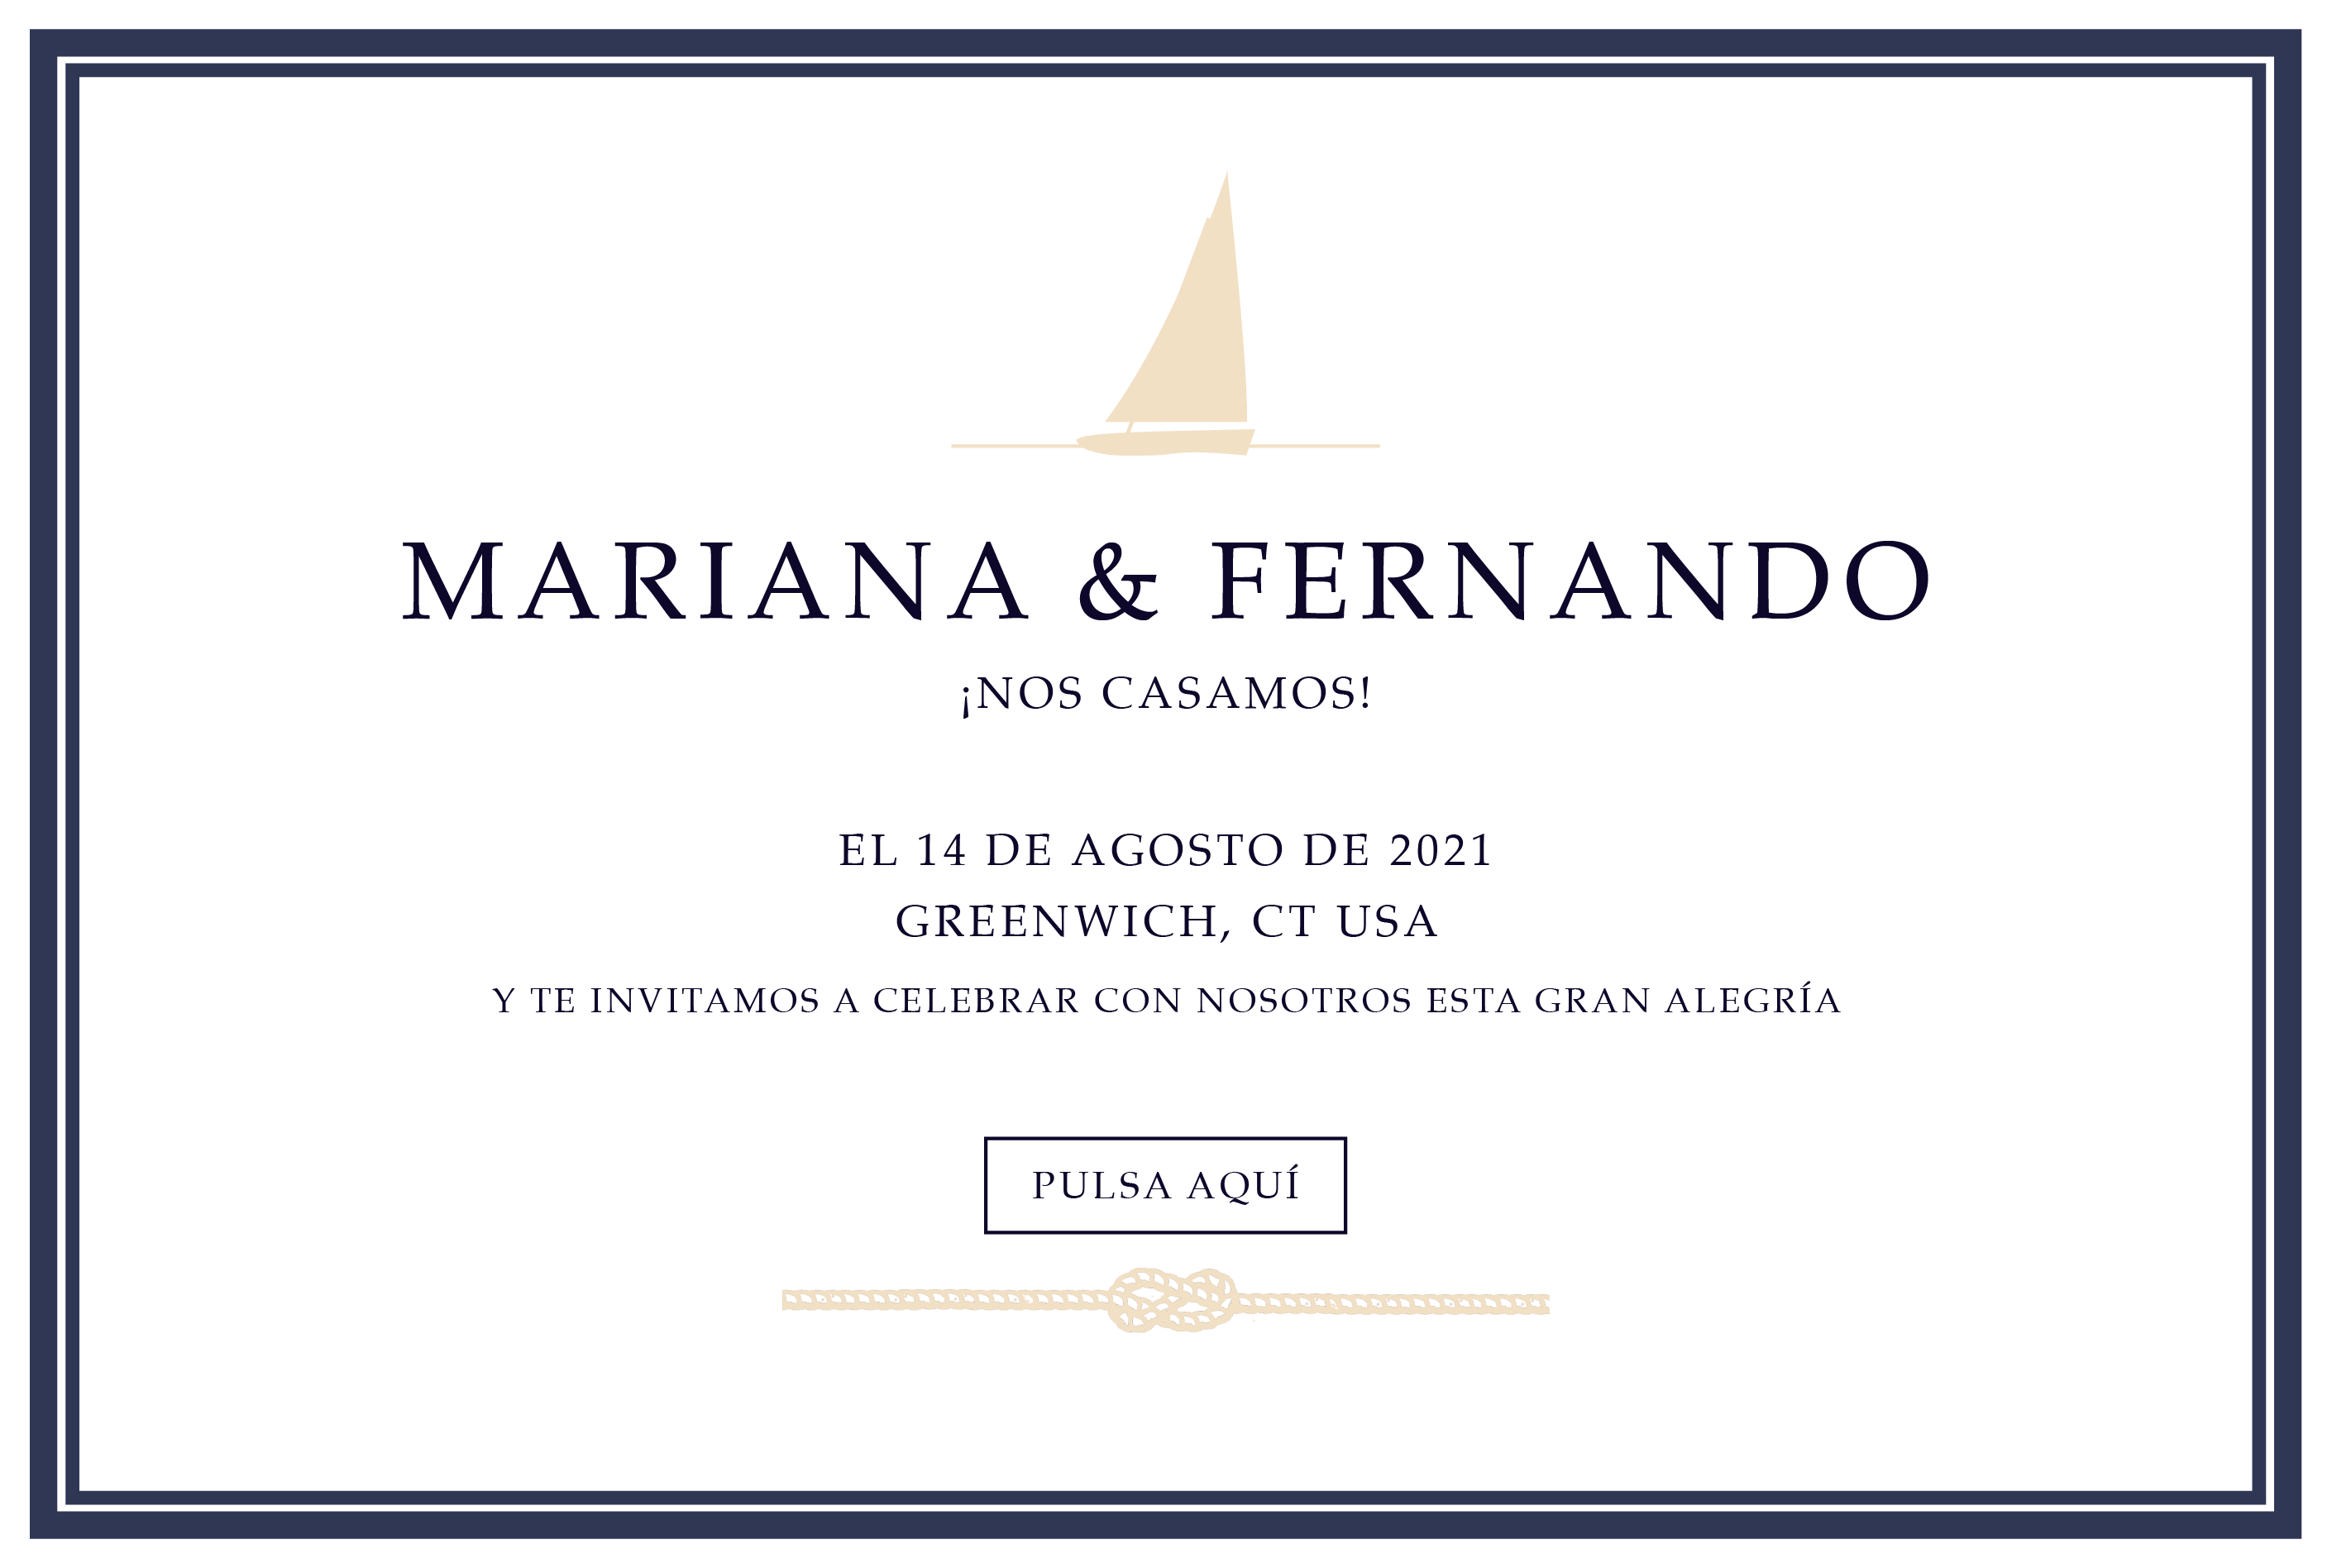 MARIANA & FERNANDO
¡NOS CASAMOS!
EL 14 DE AGOSTO DE 2021
GREENWICH, CT USA
Y TE INVITAMOS A CELEBRAR CON NOSOTROS ESTA GRAN ALEGRÍA
PULSA AQUÍ